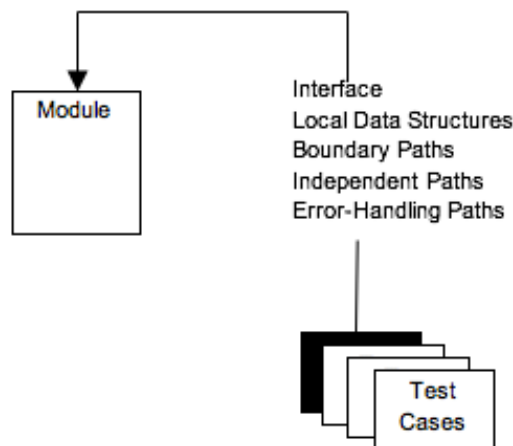 Module
Interface
Local Data Structures
Boundary Paths
Independent Paths
Error-Handling Paths
Test
Cases